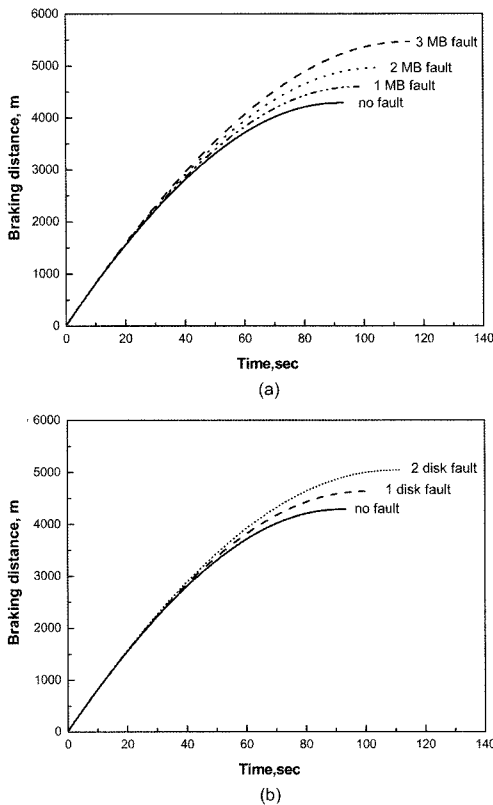 6000
5000
4000
3000
2000
1000
0
Braking distance, m
3 MB fault
2 MB fault
1 MB fault
no fault
0 20 40 60 80 100 120 140
Time,sec
(a)
6000
5000
4000
3000
2000
1000
0
Braking distance, m
2 disk fault
1 disk fault
no fault
0 20 40 60 80 100 120 140
Time,sec
(b)